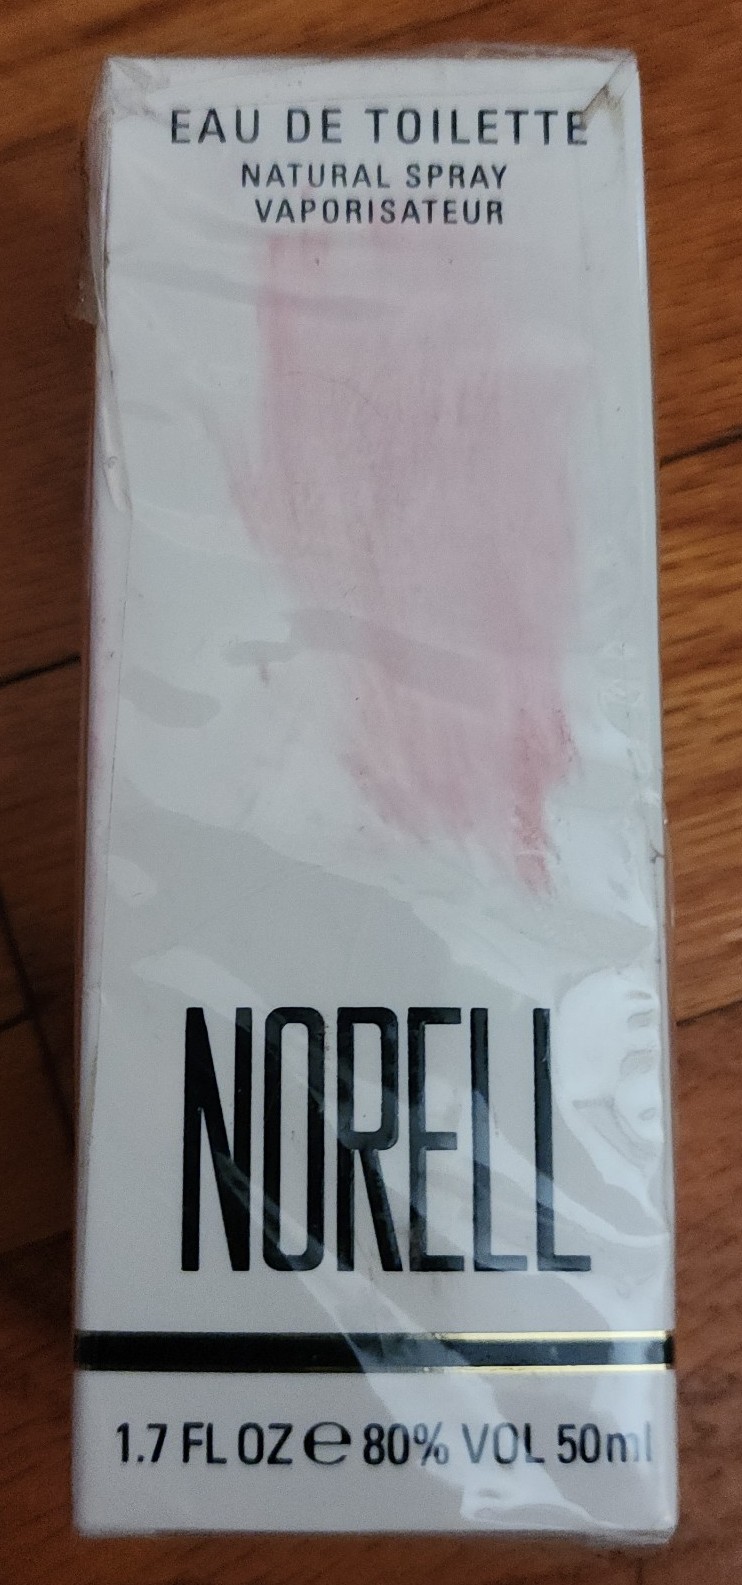 EAU DE TOILETTE
NATURAL SPRAY
VAPORISATEUR
NORELL
1.7 FL OZ ℮ 80% VOL 50ml